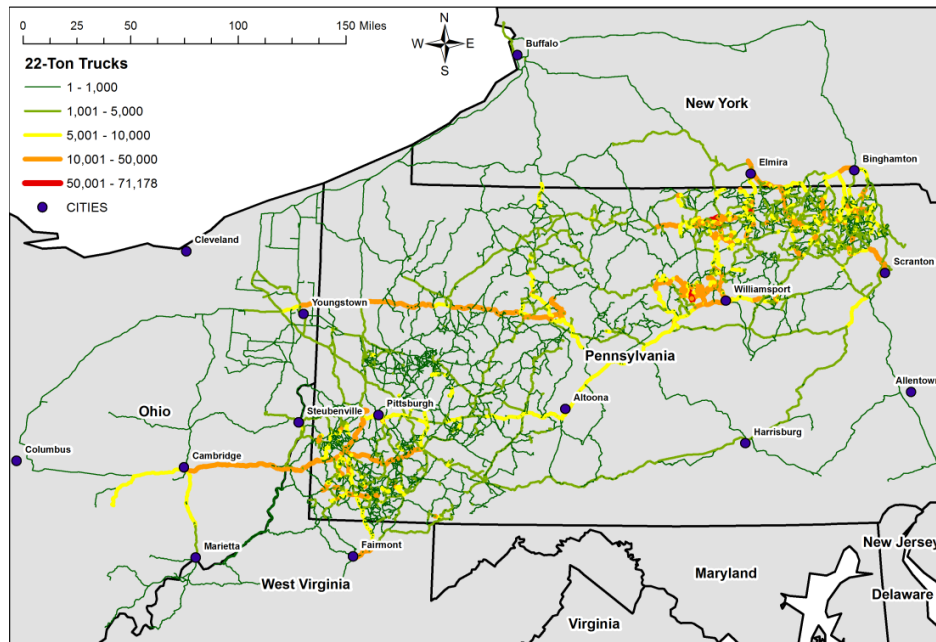 0 25 50 100 150 Miles
N
W E
S
22-Ton Trucks
1 - 1,000
1,001 - 5,000
5,001 - 10,000
10,001 - 50,000
50,001 - 71,178
CITIES
Buffalo
New York
Elmira
Binghamton
Cleveland
Scranton
Youngstown
Williamsport
Pennsylvania
Allentown
Ohio
Steubenville
Pittsburgh
Altoona
Harrisburg
Columbus
Cambridge
Marietta
Fairmont
New Jersey
West Virginia
Maryland
Delaware
Virginia